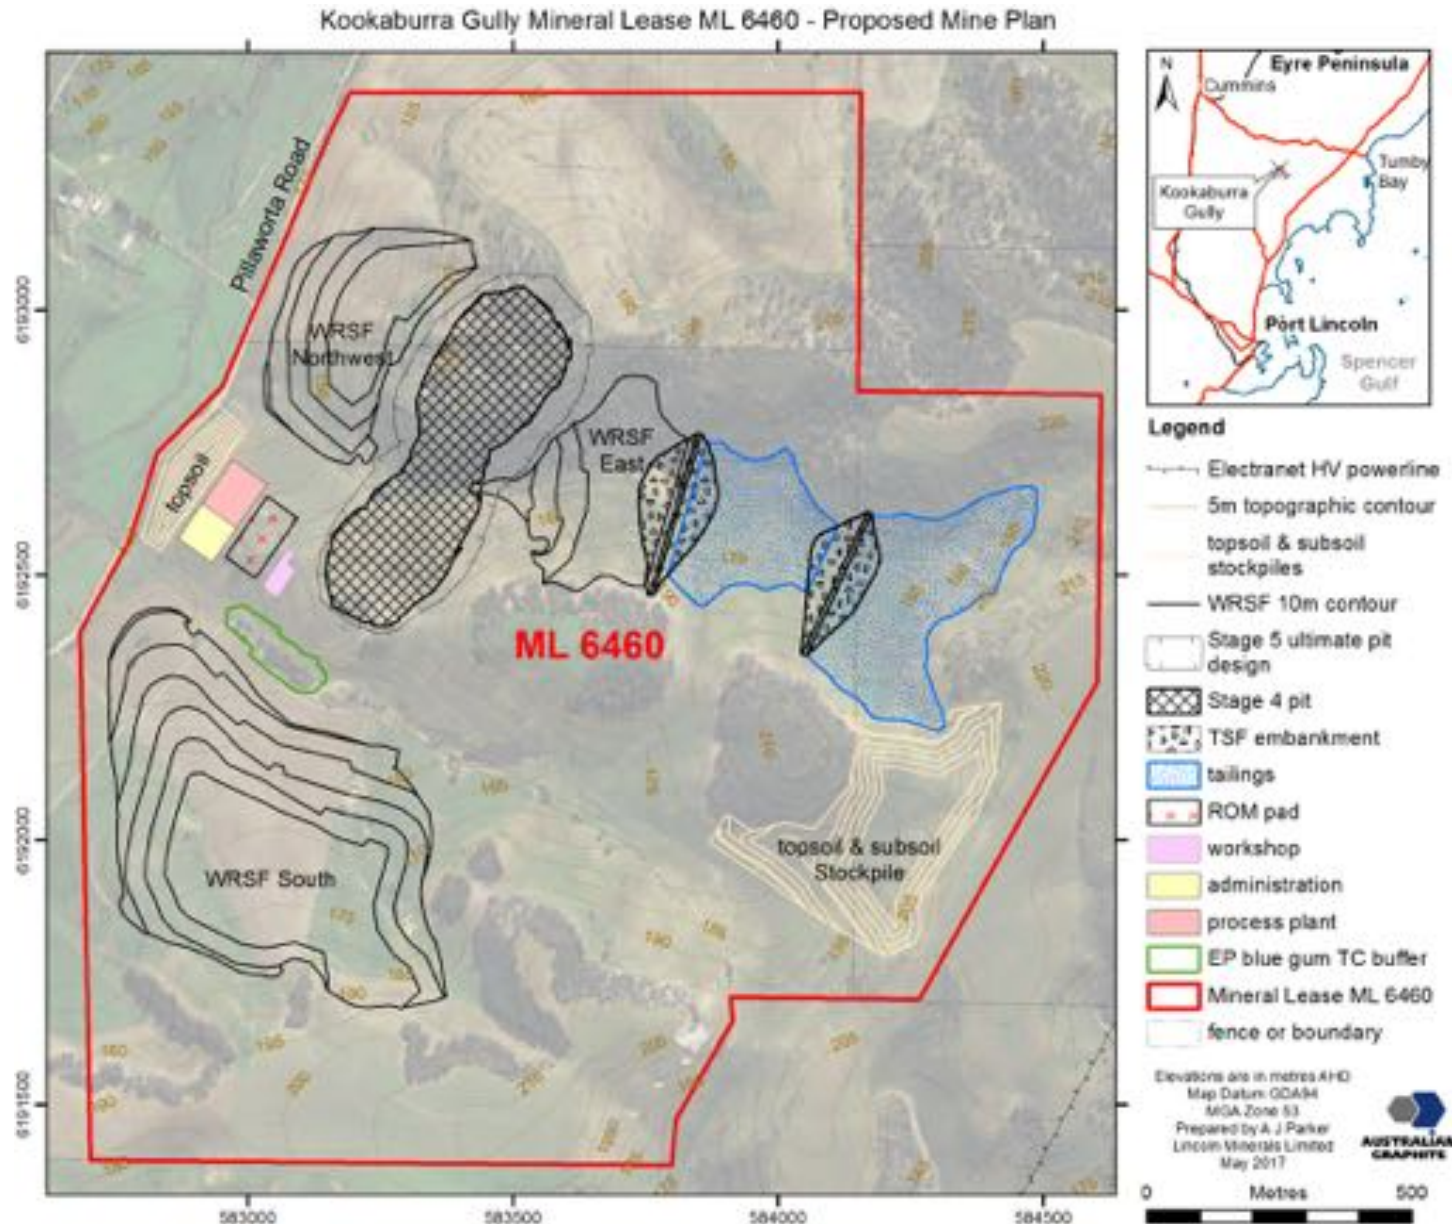 Kookaburra Gully Mineral Lease ML 6460 - Proposed Mine Plan
Pillaworta Road
WRSF
Northwest
WRSF
East
topsoil
ML 6460
WRSF South
topsoil & subsoil
Stockpile
6193000
6192500
6192000
6191500
583000
583500
584000
584500
N
Eyre Peninsula
Cummins
Tumby
Bay
Kookaburra
Gully
Port Lincoln
Spencer
Gulf
Legend
Electranet HV powerline
5m topographic contour
topsoil & subsoil
stockpiles
WRSF 10m contour
Stage 5 ultimate pit
design
Stage 4 pit
TSF embankment
tailings
ROM pad
workshop
administration
process plant
EP blue gum TC buffer
Mineral Lease ML 6460
fence or boundary
Elevations are in metres AHD
Map Datum GDA94
MGA Zone 53
Prepared by A J Parker
Lincoln Minerals Limited
May 2017
AUSTRALIAN
GRAPHITE
0 Metres 500